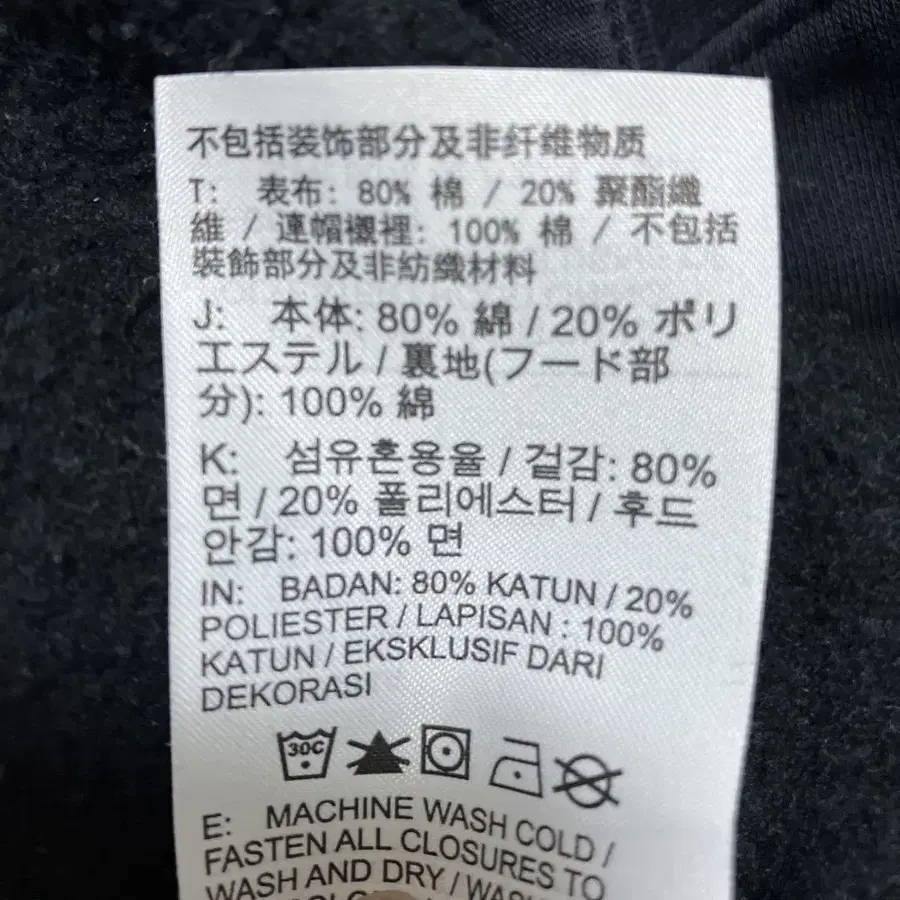 不包括装饰部分及非纤维物质
T: 表布: 80% 棉 / 20% 聚酯纖
維 / 連帽襯裡: 100% 棉 / 不包括
裝飾部分及非紡織材料
J: 本体: 80% 綿 / 20% ポリ
エステル / 裏地(フード部
分): 100% 綿
K: 섬유혼용율 / 겉감: 80%
면 / 20% 폴리에스터 / 후드
안감: 100% 면
IN: BADAN: 80% KATUN / 20%
POLIESTER / LAPISAN : 100%
KATUN / EKSKLUSIF DARI
DEKORASI
30C
E: MACHINE WASH COLD /
FASTEN ALL CLOSURES TO
WASH AND DRY / WASH